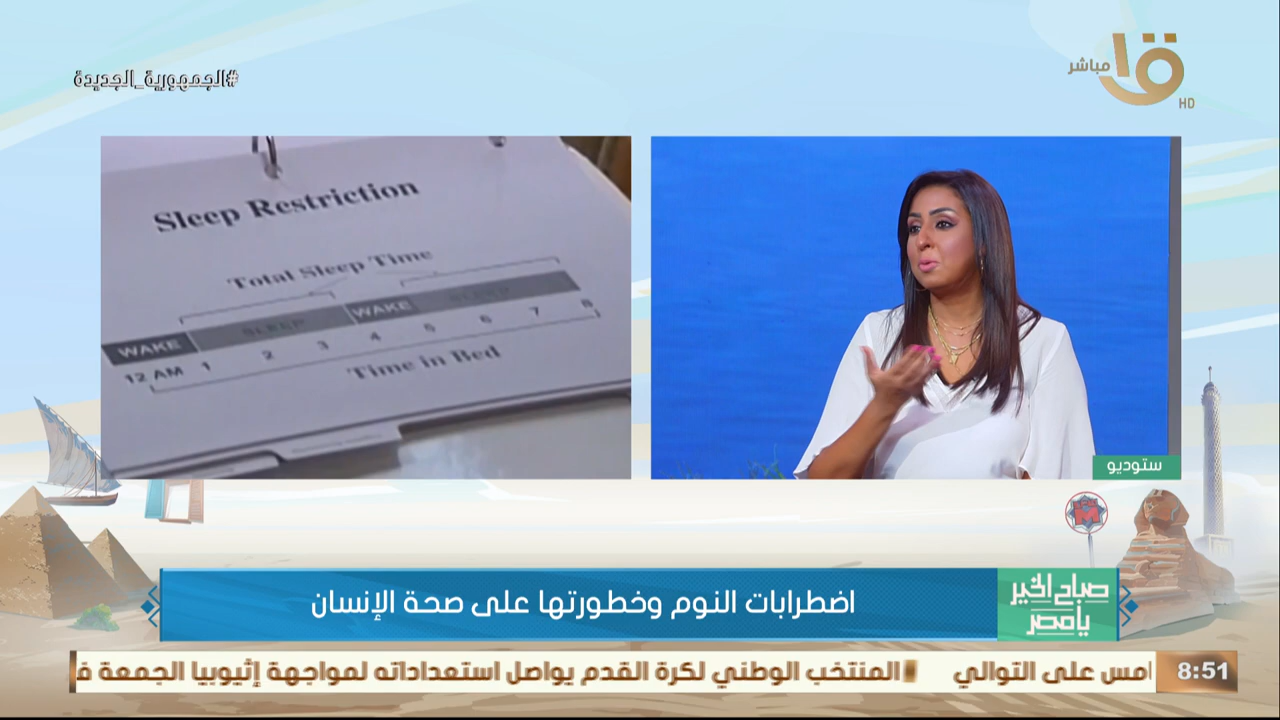 #الجمهورية_الجديدة
مباشر
HD
Sleep Restriction
Total Sleep Time
WAKE SLEEP WAKE SLEEP
12 AM 1 2 3 4 5 6 7 8
Time in Bed
ستوديو
اضطرابات النوم وخطورتها على صحة الإنسان
صباح الخير
يا مصر
على التوالي المنتخب الوطني لكرة القدم يواصل استعداداته لمواجهة إثيوبيا الجمعة
8:51